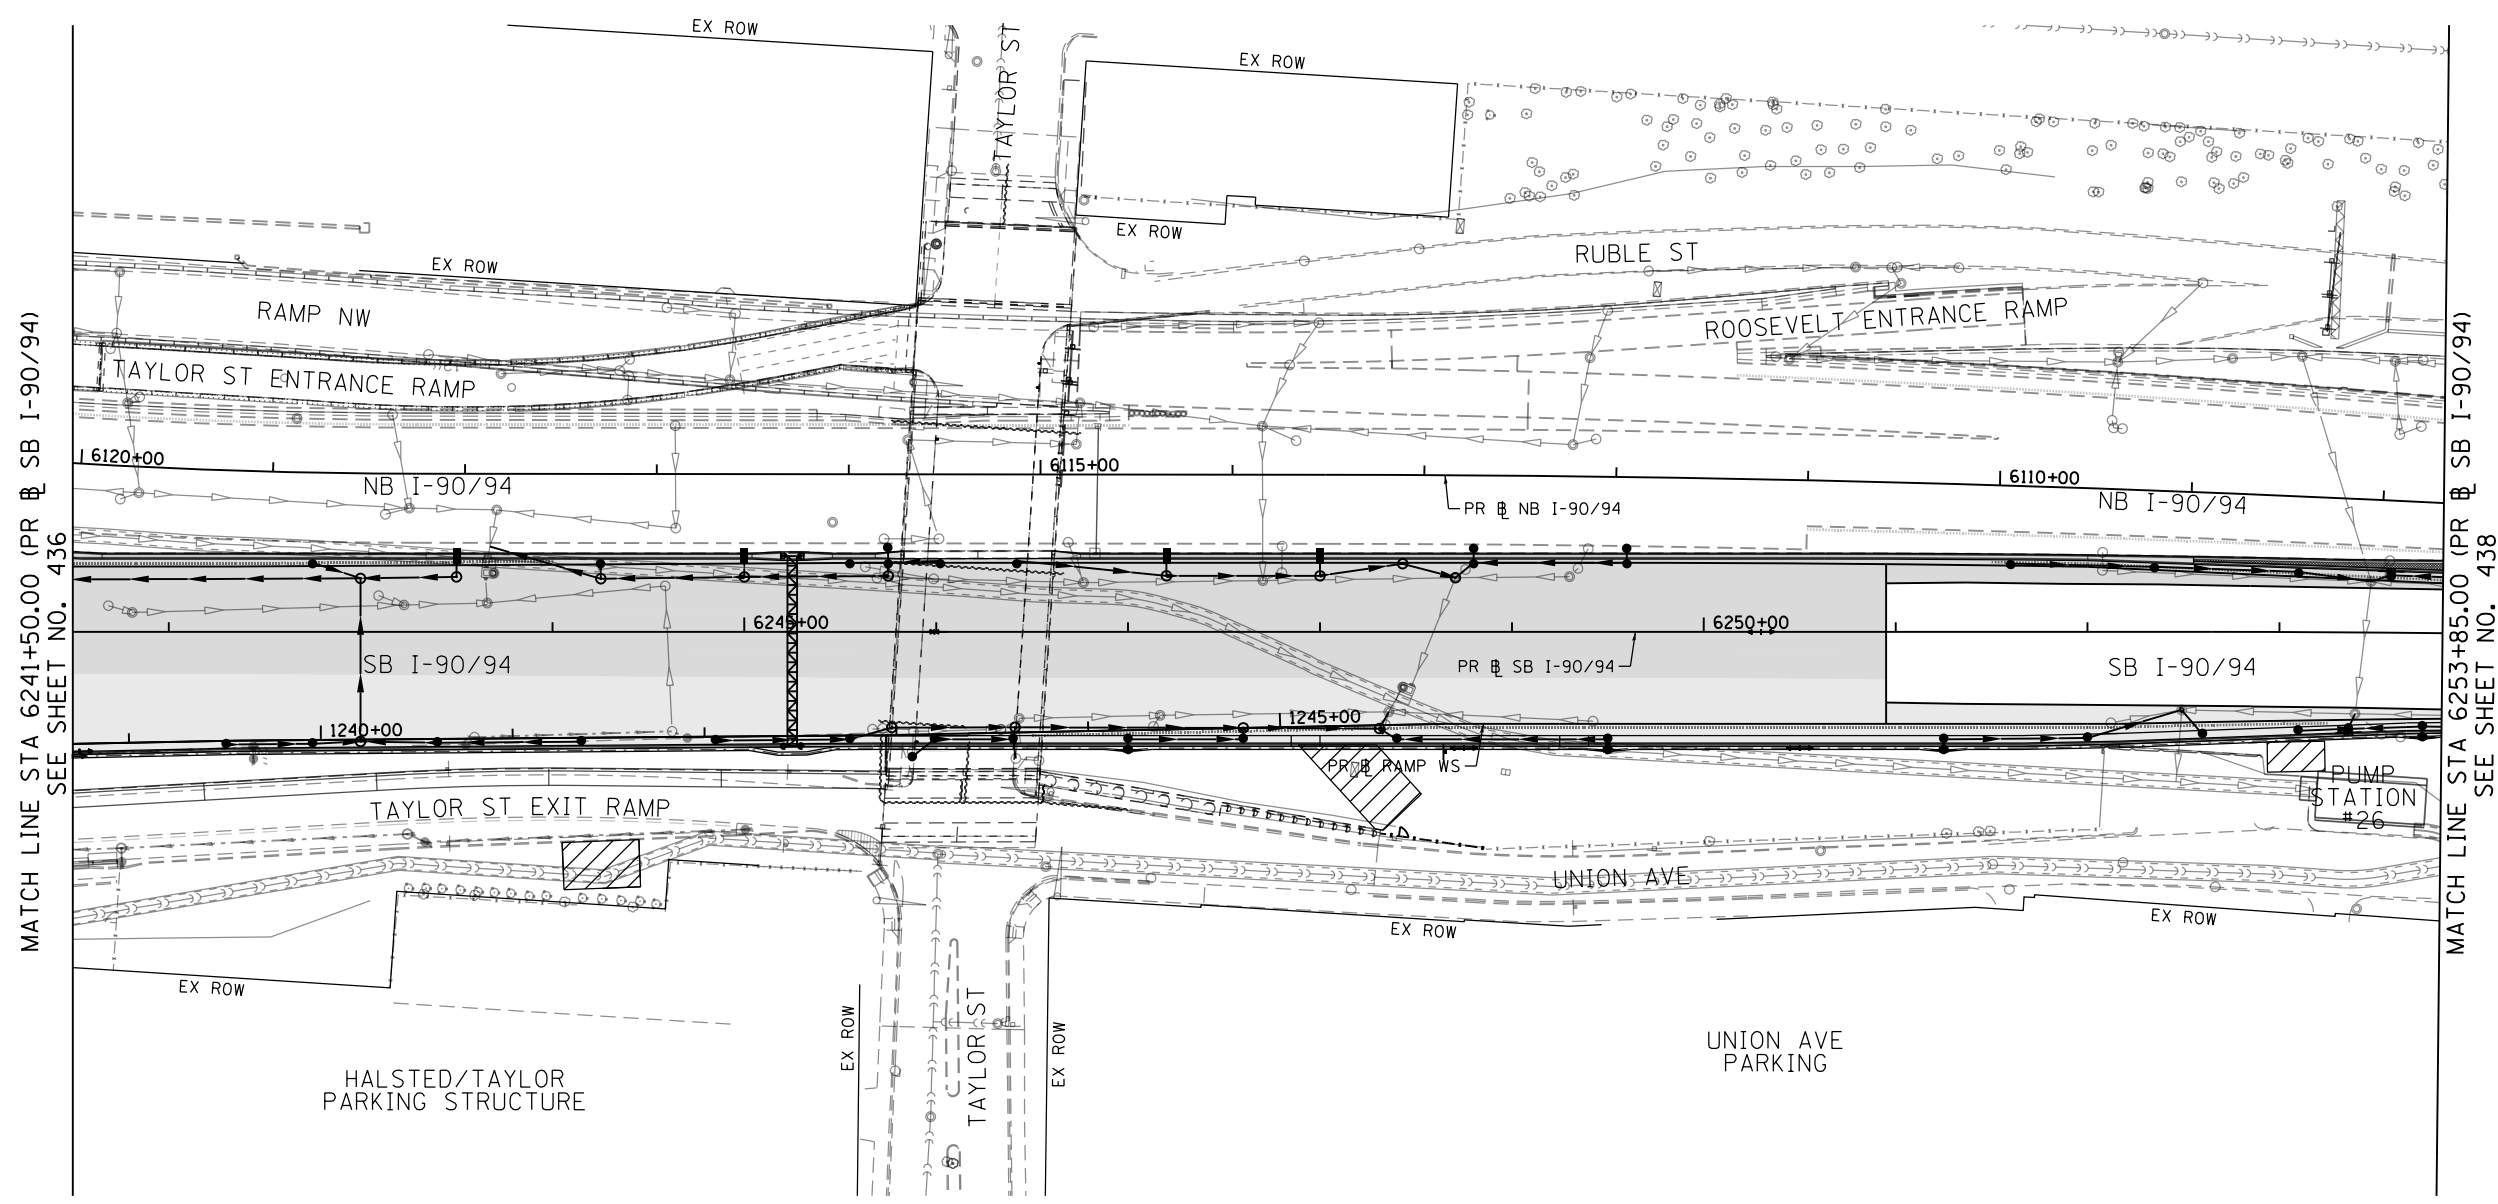 EX ROW
TAYLOR ST
EX ROW
EX ROW
RUBLE ST
EX ROW
RAMP NW
ROOSEVELT ENTRANCE RAMP
TAYLOR ST ENTRANCE RAMP
6120+00
6115+00
6110+00
NB I-90/94
PR BL NB I-90/94
NB I-90/94
MATCH LINE STA 6241+50.00 (PR BL SB I-90/94)
SEE SHEET NO. 436
MATCH LINE STA 6253+85.00 (PR BL SB I-90/94)
SEE SHEET NO. 438
6245+00
6250+00
SB I-90/94
PR BL SB I-90/94
SB I-90/94
1240+00
1245+00
PR BL RAMP WS
PUMP
STATION
#26
TAYLOR ST EXIT RAMP
UNION AVE
EX ROW
EX ROW
EX ROW
EX ROW
EX ROW
TAYLOR ST
UNION AVE
PARKING
HALSTED/TAYLOR
PARKING STRUCTURE